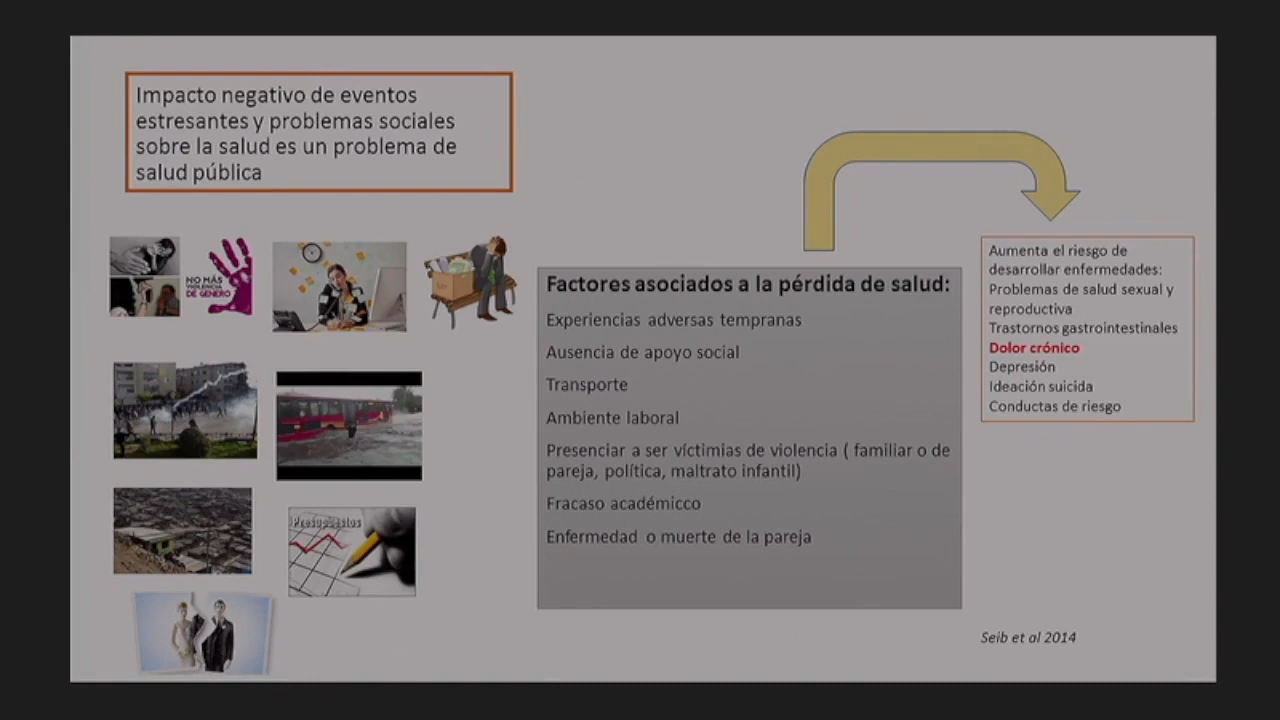 Impacto negativo de eventos
estresantes y problemas sociales
sobre la salud es un problema de
salud pública
NO MÁS
VIOLENCIA
DE GENERO
Presupuestos
Factores asociados a la pérdida de salud:
Experiencias adversas tempranas
Ausencia de apoyo social
Transporte
Ambiente laboral
Presenciar a ser víctimias de violencia ( familiar o de
pareja, política, maltrato infantil)
Fracaso académicco
Enfermedad o muerte de la pareja
Aumenta el riesgo de
desarrollar enfermedades:
Problemas de salud sexual y
reproductiva
Trastornos gastrointestinales
Dolor crónico
Depresión
Ideación suicida
Conductas de riesgo
Seib et al 2014